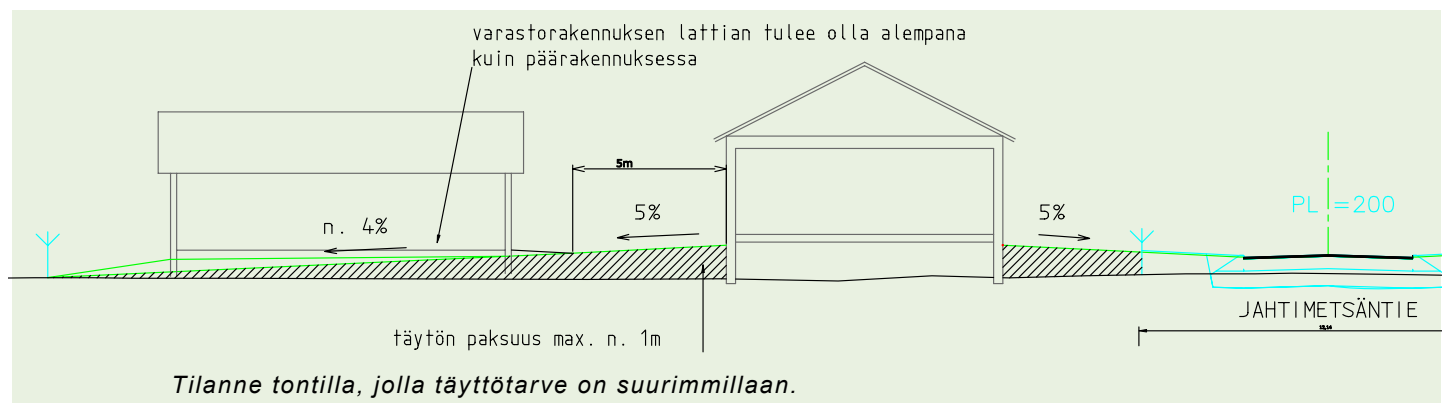 varastorakennuksen lattian tulee olla alempana
kuin päärakennuksessa
5m
n. 4%
5%
5%
PL =200
JAHTIMETSÄNTIE
täytön paksuus max. n. 1m
Tilanne tontilla, jolla täyttötarve on suurimmillaan.